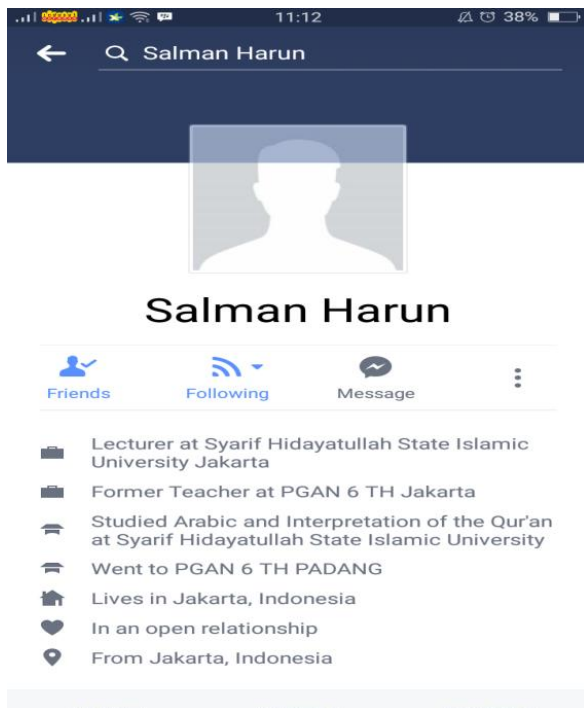 11:12
38%
Salman Harun
Salman Harun
Friends
Following
Message
Lecturer at Syarif Hidayatullah State Islamic
University Jakarta
Former Teacher at PGAN 6 TH Jakarta
Studied Arabic and Interpretation of the Qur'an
at Syarif Hidayatullah State Islamic University
Went to PGAN 6 TH PADANG
Lives in Jakarta, Indonesia
In an open relationship
From Jakarta, Indonesia